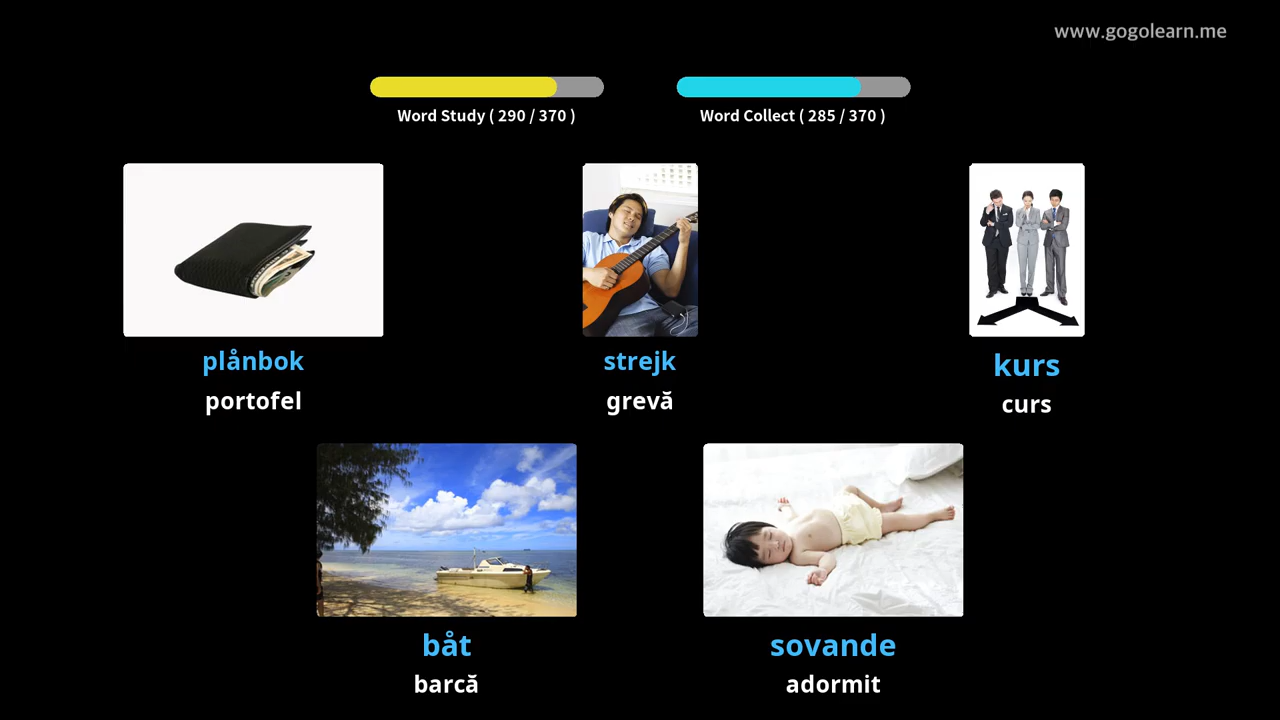 www.gogolearn.me
Word Study ( 290 / 370 )
Word Collect ( 285 / 370 )
plånbok
portofel
strejk
grevă
kurs
curs
båt
barcă
sovande
adormit